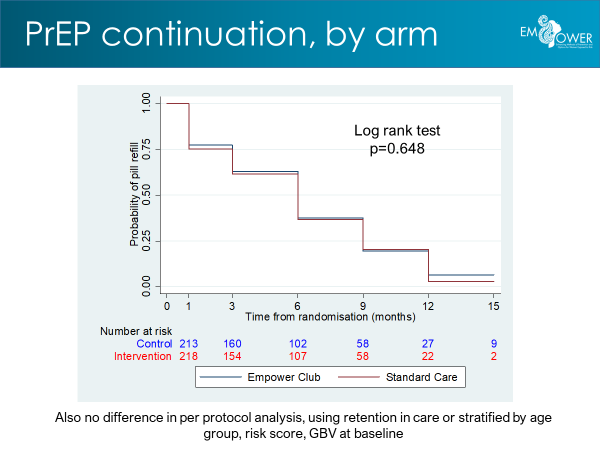 PrEP continuation, by arm
EMPOWER
Log rank test
p=0.648
Probability of pill refill
1.00
0.75
0.50
0.25
0.00
0 1 3 6 9 12 15
Time from randomisation (months)
Number at risk
Control 213 160 102 58 27 9
Intervention 218 154 107 58 22 2
Empower Club Standard Care
Also no difference in per protocol analysis, using retention in care or stratified by age
group, risk score, GBV at baseline